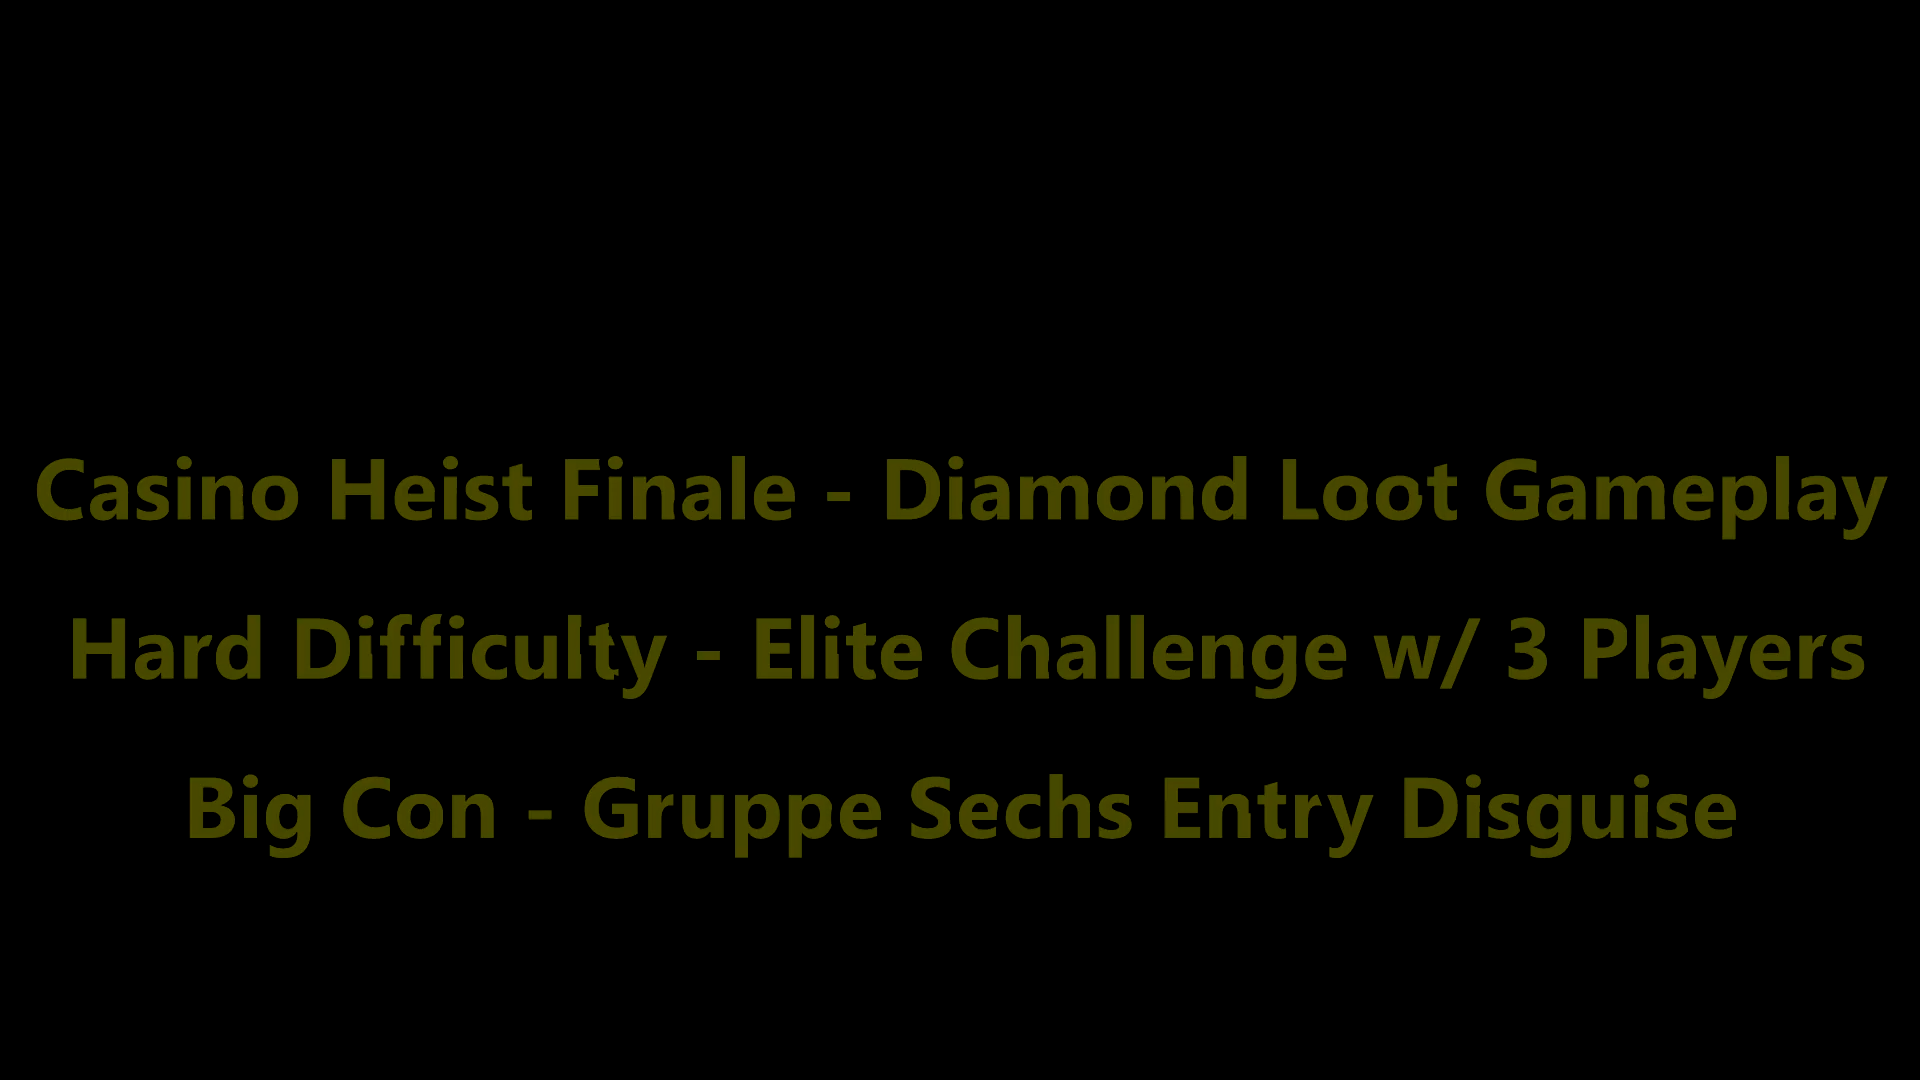 Casino Heist Finale - Diamond Loot Gameplay
Hard Difficulty - Elite Challenge w/ 3 Players
Big Con - Gruppe Sechs Entry Disguise